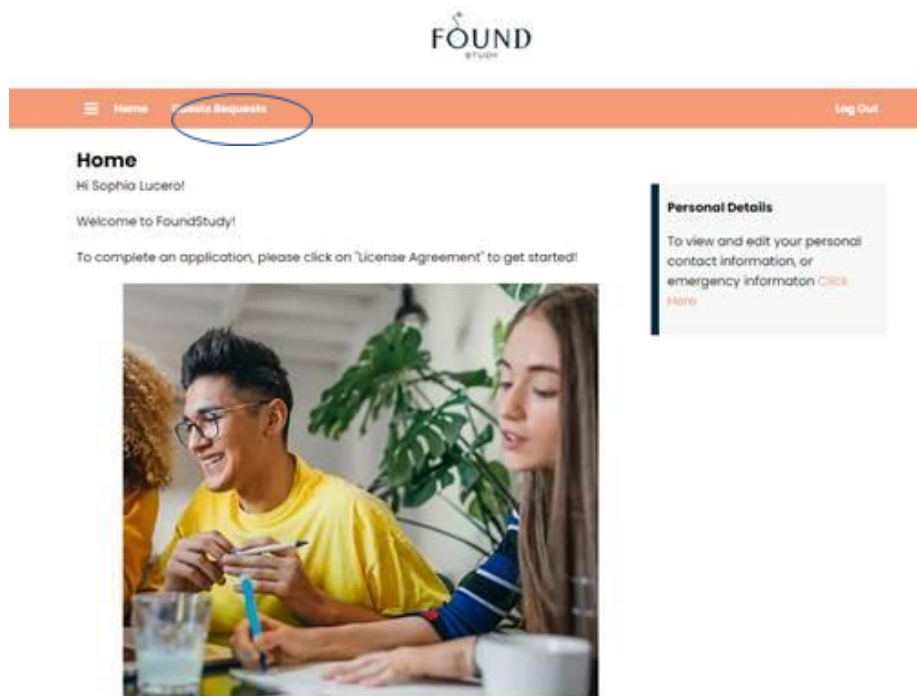 FOUND
STUDY
Home Guests Requests Log Out
Home
Hi Sophia Lucero!
Welcome to FoundStudy!
To complete an application, please click on "License Agreement" to get started!
Personal Details
To view and edit your personal
contact information, or
emergency informaton Click
Here